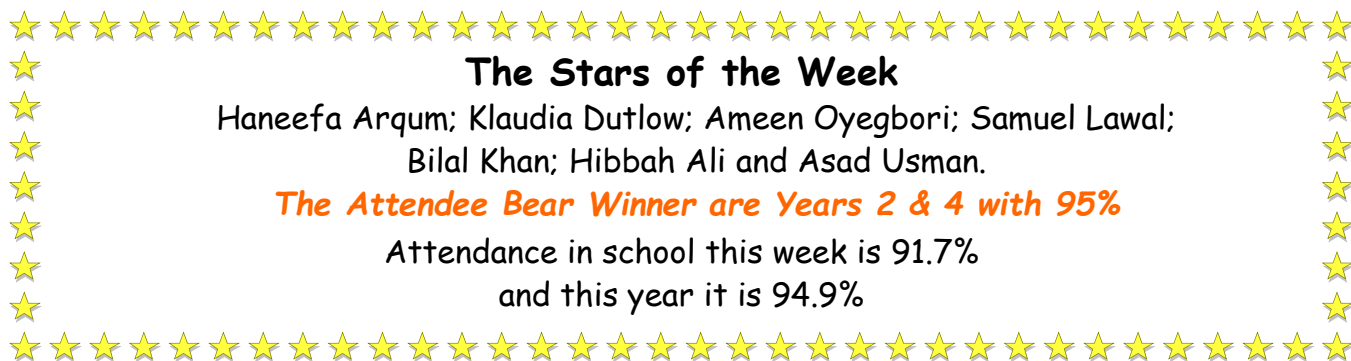 The Stars of the Week
Haneefa Arqum; Klaudia Dutlow; Ameen Oyegbori; Samuel Lawal;
Bilal Khan; Hibbah Ali and Asad Usman.
The Attendee Bear Winner are Years 2 & 4 with 95%
Attendance in school this week is 91.7%
and this year it is 94.9%